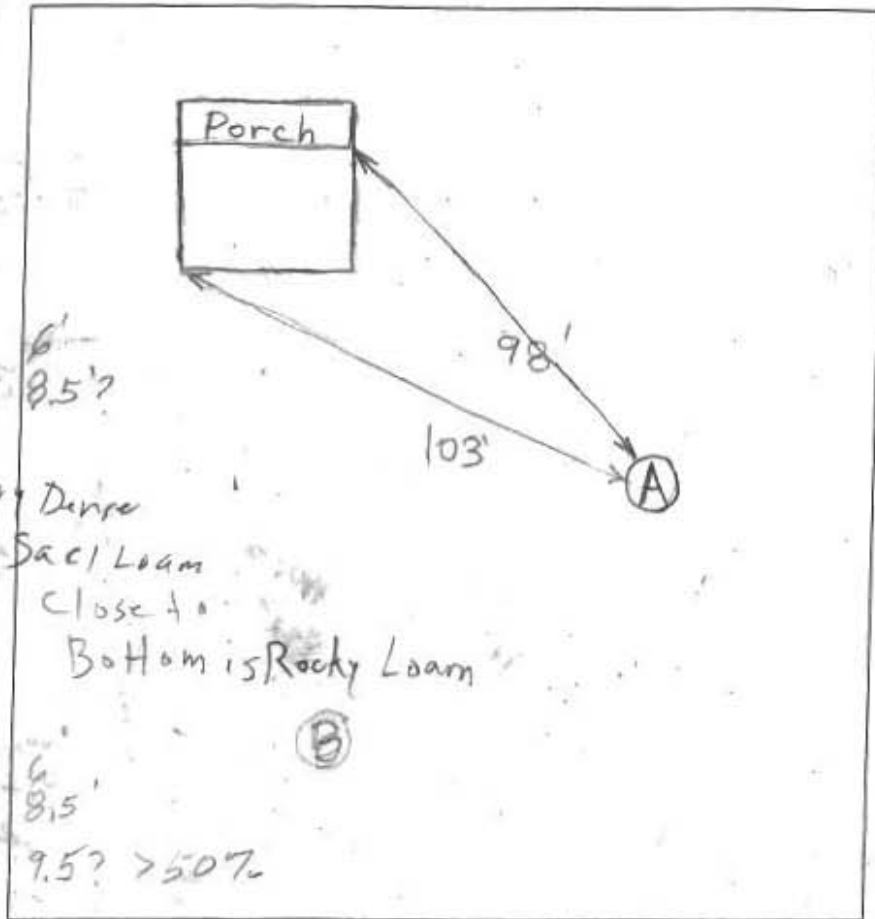 Porch
98'
103'
A
6'
8.5'?
Dense
Sacl Loam
Close to
Bottom is Rocky Loam
B
8.5'
9.5? >50%